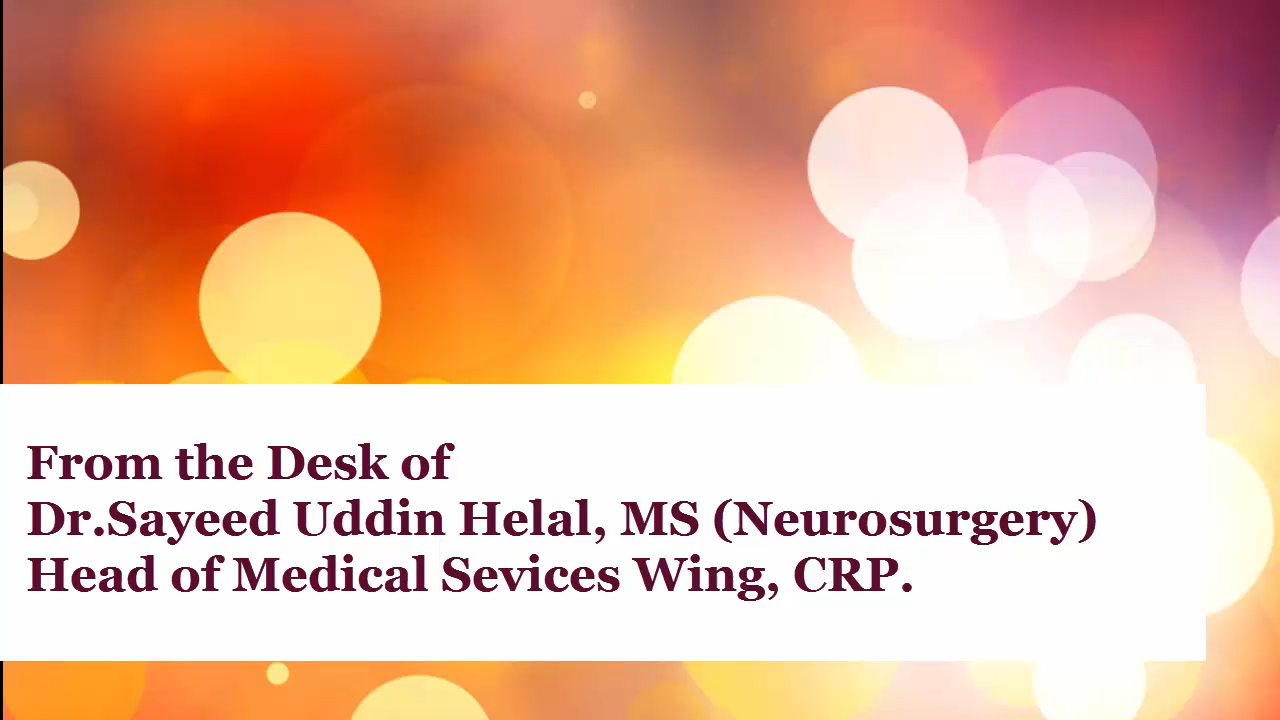 From the Desk of
Dr.Sayeed Uddin Helal, MS (Neurosurgery)
Head of Medical Sevices Wing, CRP.